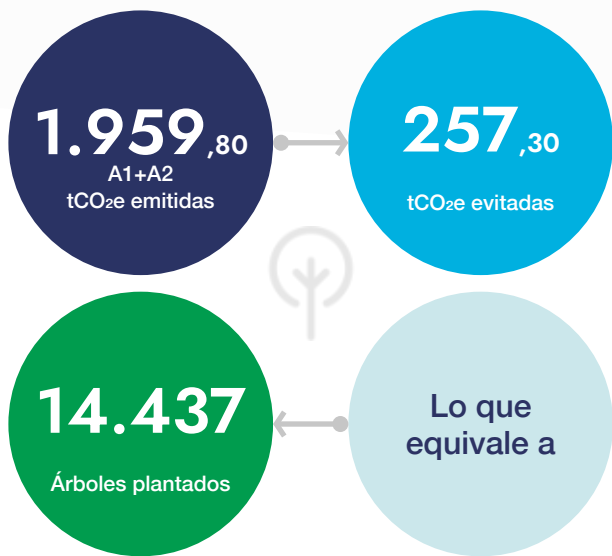 1.959,80
A1+A2
tCO2e emitidas
257,30
tCO2e evitadas
14.437
Árboles plantados
Lo que
equivale a